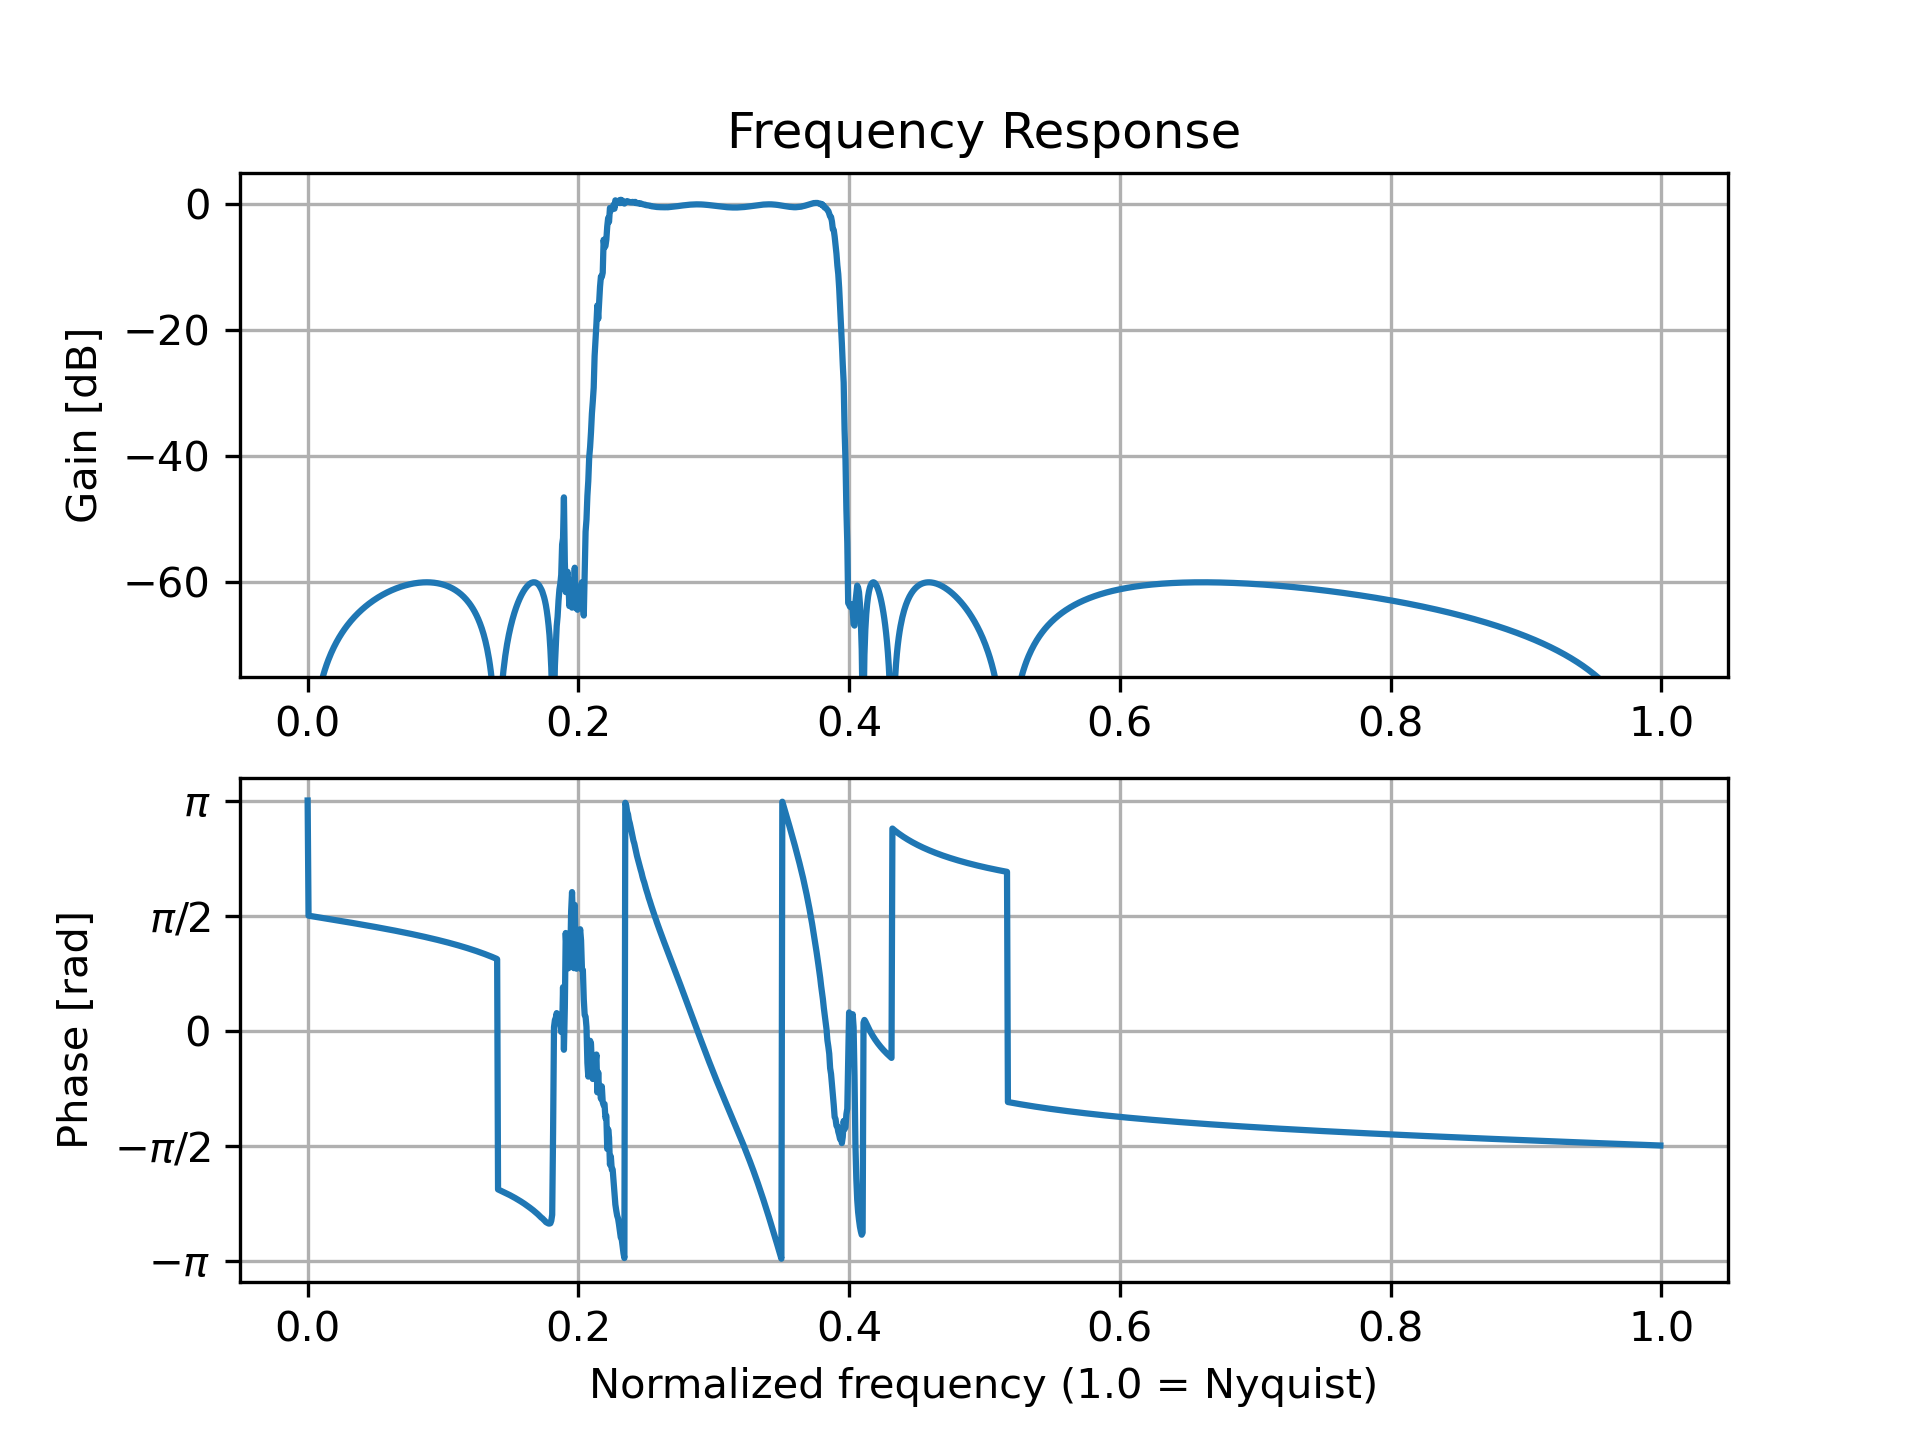 Frequency Response
Gain [dB]
0
−20
−40
−60
0.0 0.2 0.4 0.6 0.8 1.0
Phase [rad]
π
π/2
0
−π/2
−π
0.0 0.2 0.4 0.6 0.8 1.0
Normalized frequency (1.0 = Nyquist)